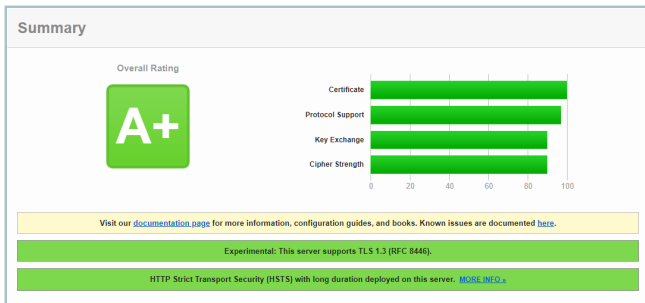 Summary
Overall Rating
A+
Certificate
Protocol Support
Key Exchange
Cipher Strength
0 20 40 60 80 100
Visit our documentation page for more information, configuration guides, and books. Known issues are documented here.
Experimental: This server supports TLS 1.3 (RFC 8446).
HTTP Strict Transport Security (HSTS) with long duration deployed on this server. MORE INFO »